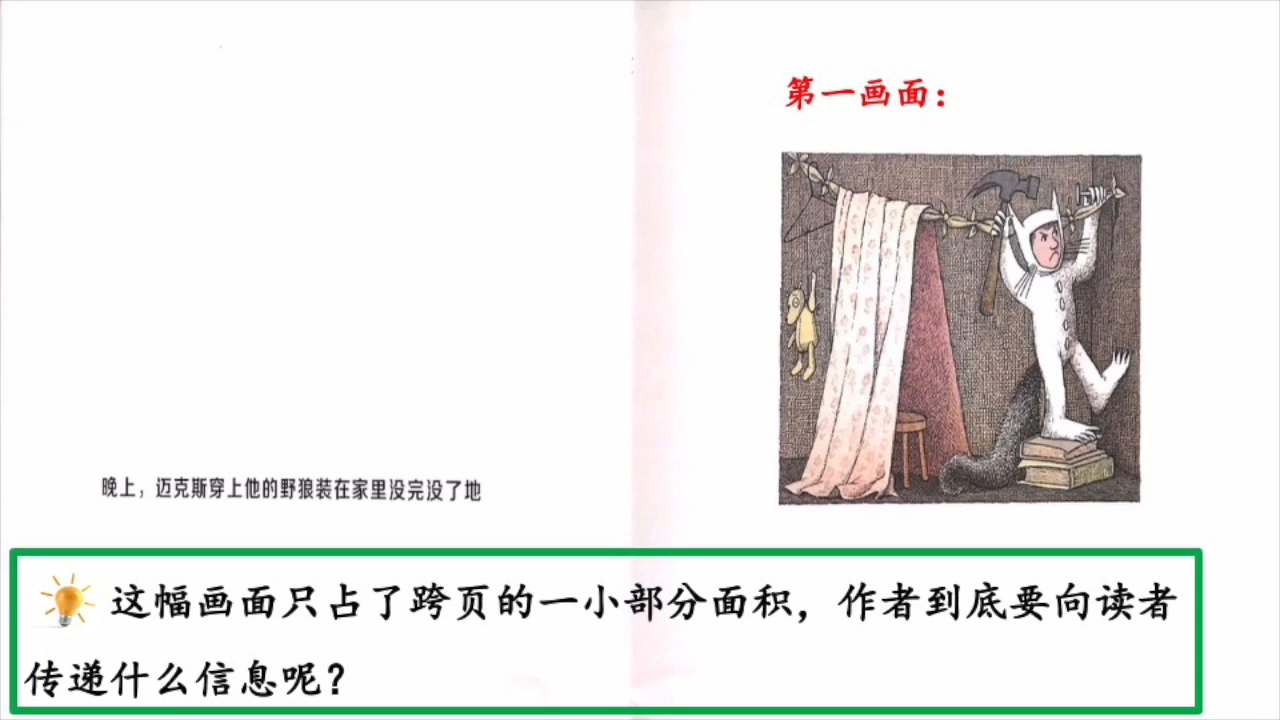 第一画面：
晚上，迈克斯穿上他的野狼装在家里没完没了地
这幅画面只占了跨页的一小部分面积，作者到底要向读者
传递什么信息呢？